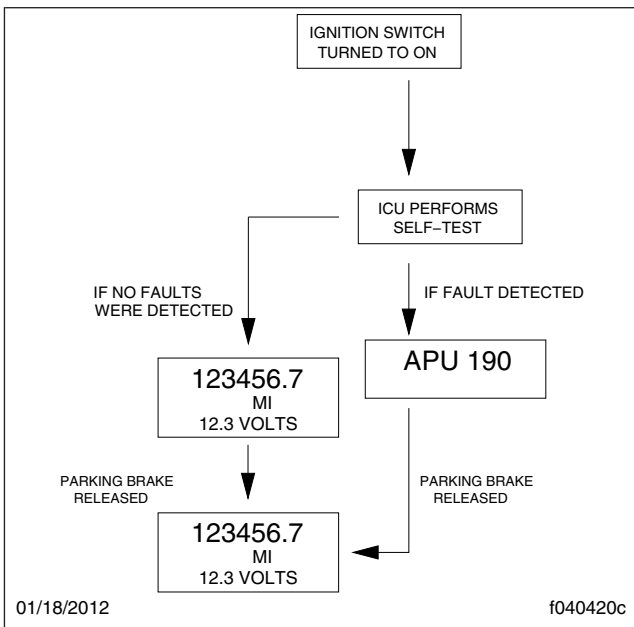 IGNITION SWITCH
TURNED TO ON
ICU PERFORMS
SELF−TEST
IF NO FAULTS
WERE DETECTED
IF FAULT DETECTED
123456.7
MI
12.3 VOLTS
APU 190
PARKING BRAKE
RELEASED
PARKING BRAKE
RELEASED
123456.7
MI
12.3 VOLTS
01/18/2012
f040420c